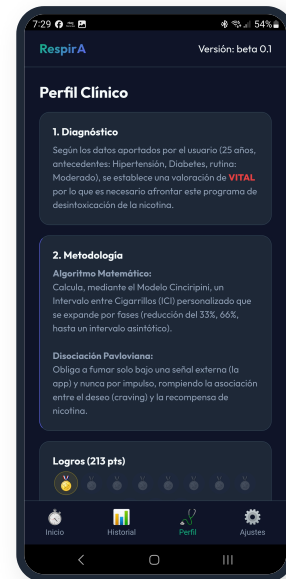 7:29
54%
RespirA
Versión: beta 0.1
Perfil Clínico
1. Diagnóstico
Según los datos aportados por el usuario (25 años,
antecedentes: Hipertensión, Diabetes, rutina:
Moderado), se establece una valoración de VITAL
por lo que es necesario afrontar este programa de
desintoxicación de la nicotina.
2. Metodología
Algoritmo Matemático:
Calcula, mediante el Modelo Cinciripini, un
Intervalo entre Cigarrillos (ICI) personalizado que
se expande por fases (reducción del 33%, 66%,
hasta un intervalo asintótico).
Disociación Pavloviana:
Obliga a fumar solo bajo una señal externa (la
app) y nunca por impulso, rompiendo la asociación
entre el deseo (craving) y la recompensa de
nicotina.
Logros (213 pts)
Inicio
Historial
Perfil
Ajustes